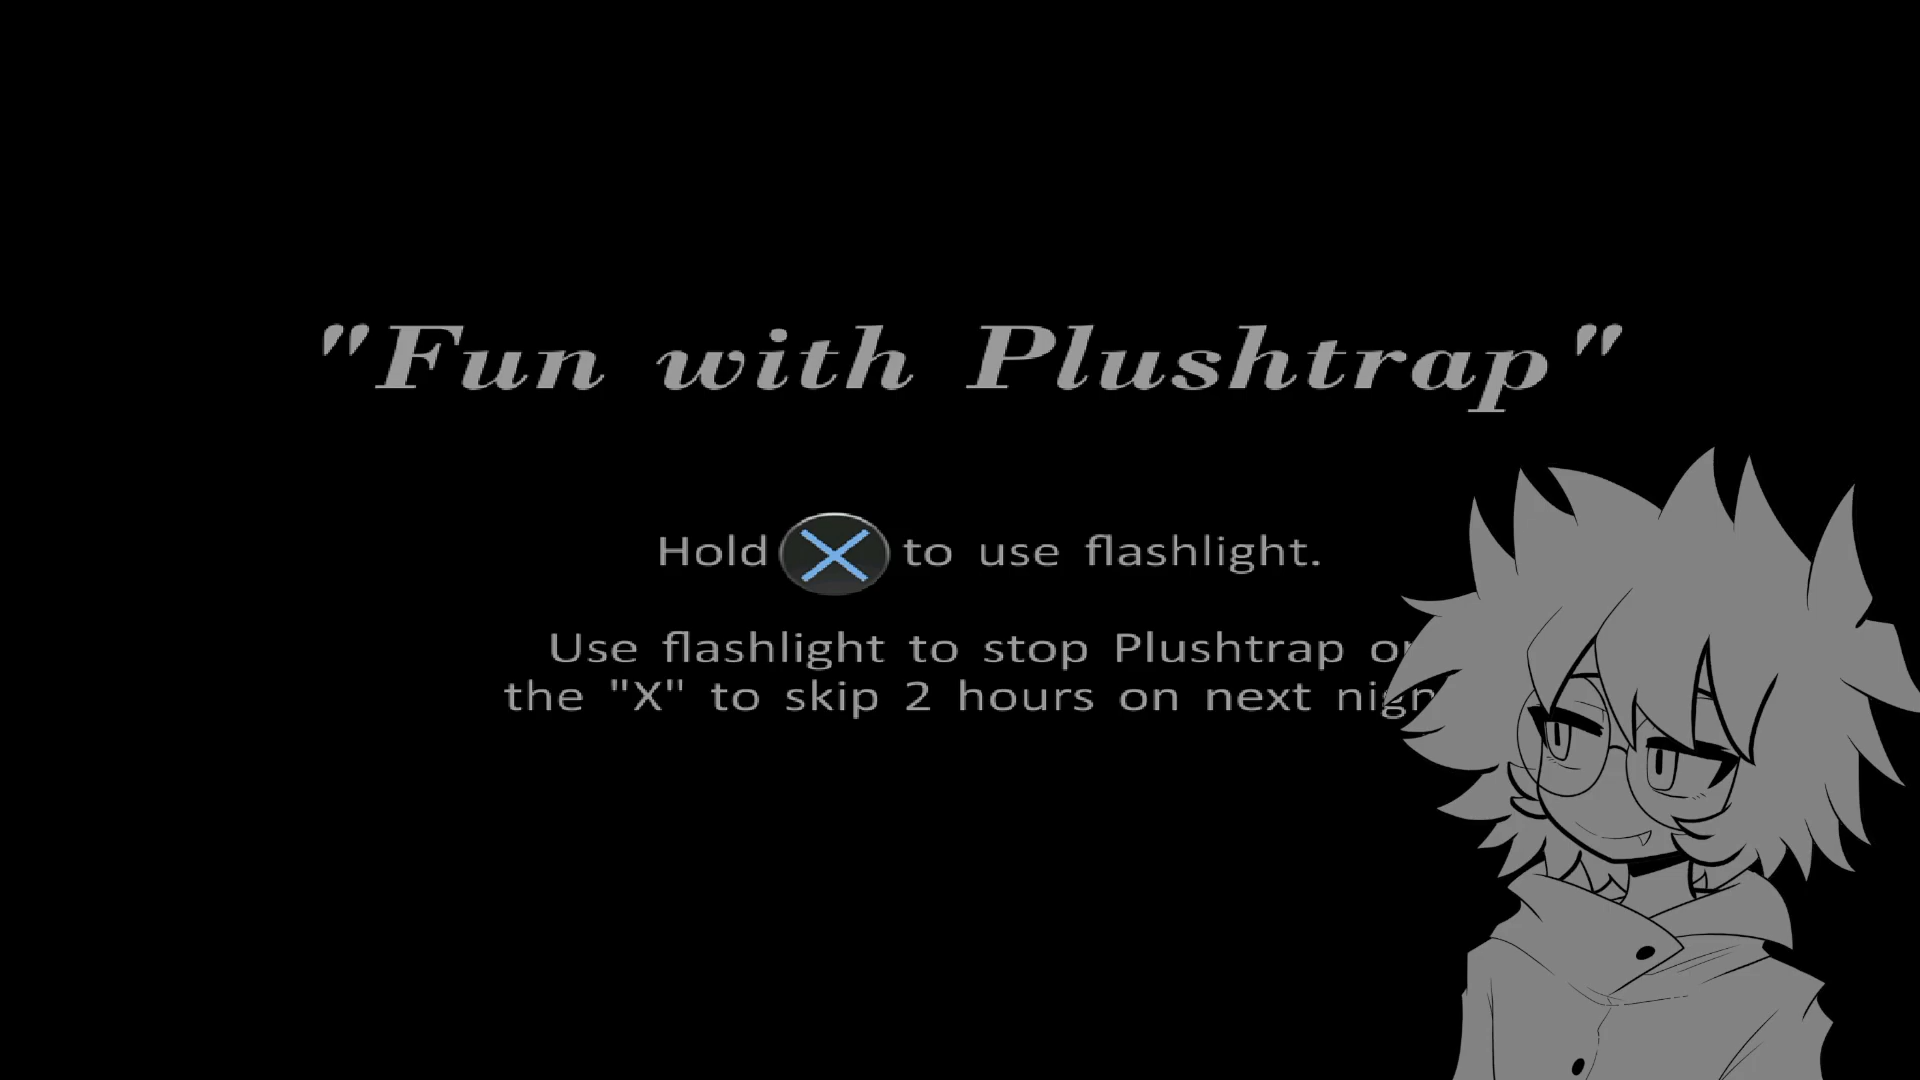 "Fun with Plushtrap"
Hold X to use flashlight.
Use flashlight to stop Plushtrap
the "X" to skip 2 hours on next